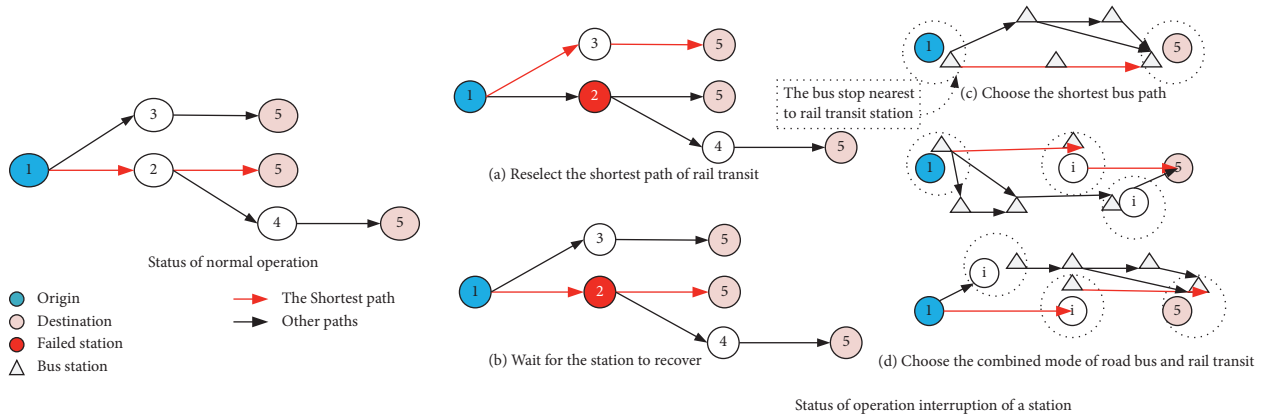 1
3
5
2
5
4
5
Status of normal operation
Origin
Destination
Failed station
Bus station
The Shortest path
Other paths
1
3
5
2
5
4
5
(a) Reselect the shortest path of rail transit
1
3
5
2
5
4
5
(b) Wait for the station to recover
The bus stop nearest
to rail transit station
1
5
(c) Choose the shortest bus path
1
i
5
i
i
1
i
5
(d) Choose the combined mode of road bus and rail transit
Status of operation interruption of a station